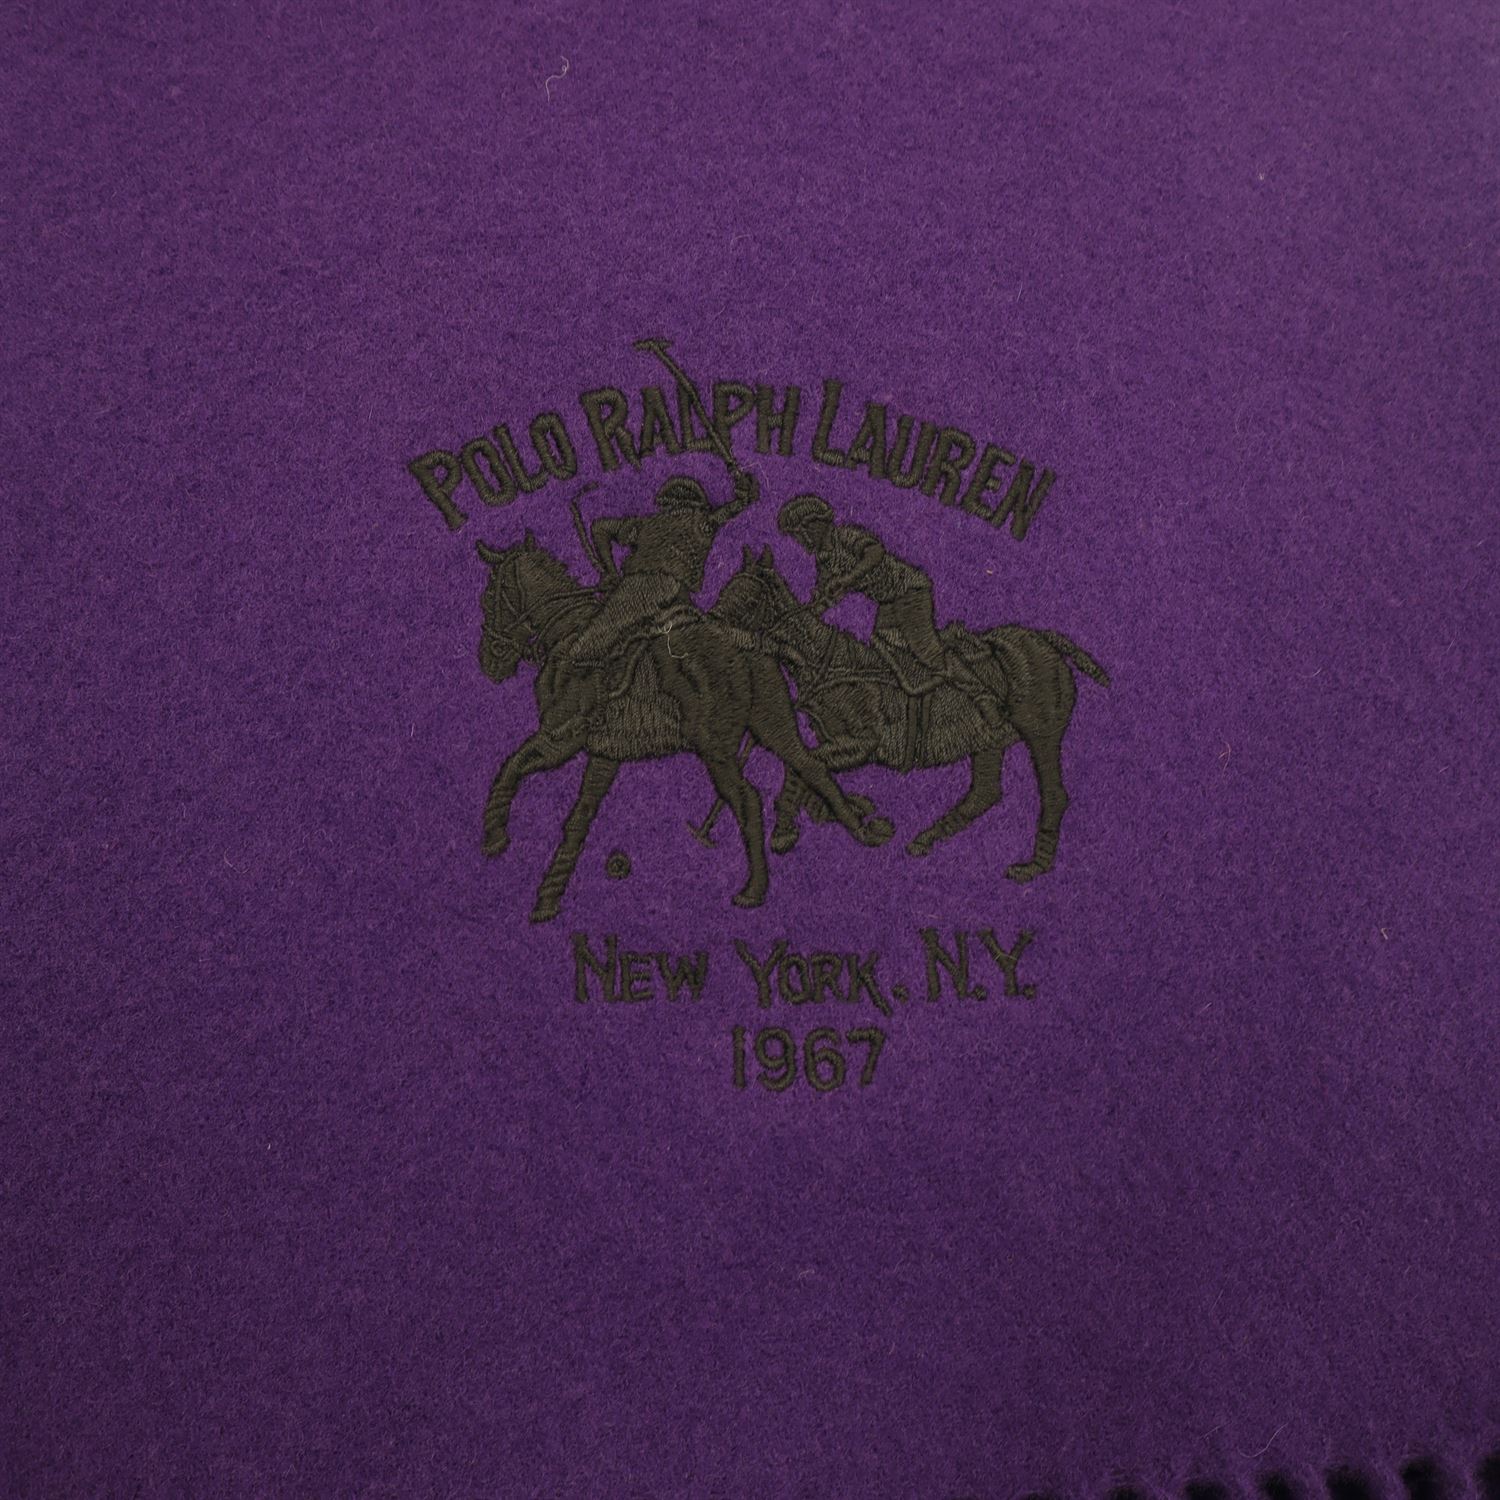 POLO RALPH LAUREN
NEW YORK. N.Y.
1967